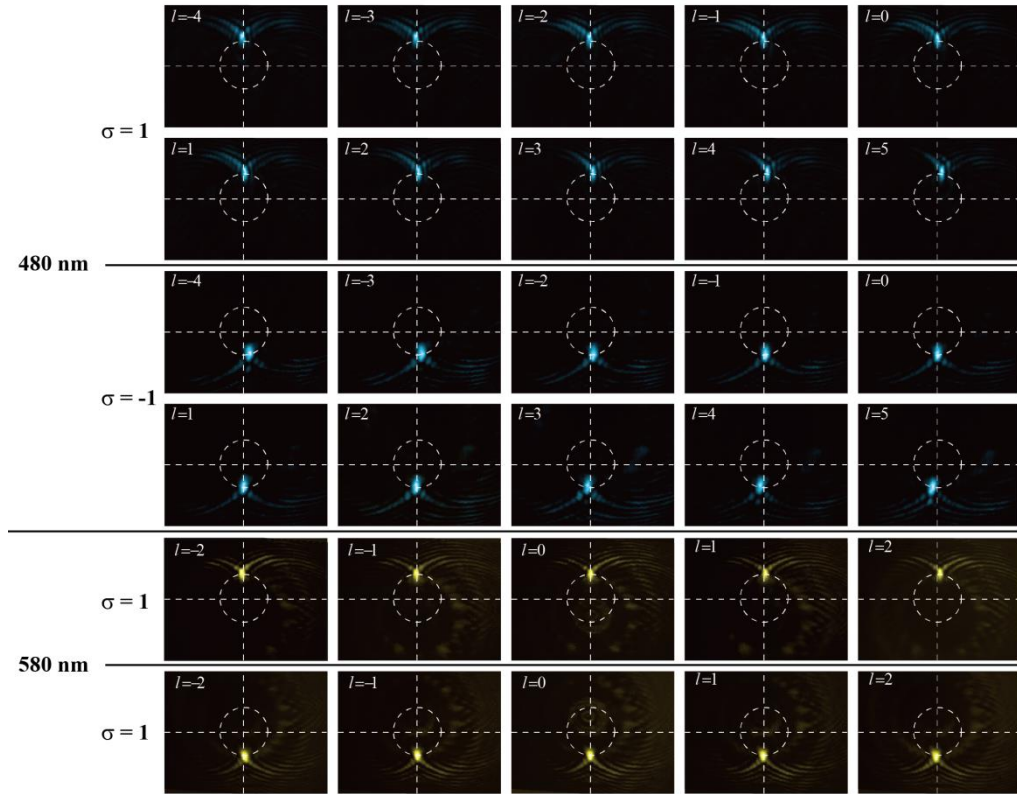 l=-4 l=-3 l=-2 l=-1 l=0
σ = 1
l=1 l=2 l=3 l=4 l=5
480 nm
l=-4 l=-3 l=-2 l=-1 l=0
σ = -1
l=1 l=2 l=3 l=4 l=5
l=-2 l=-1 l=0 l=1 l=2
σ = 1
580 nm
l=-2 l=-1 l=0 l=1 l=2
σ = 1